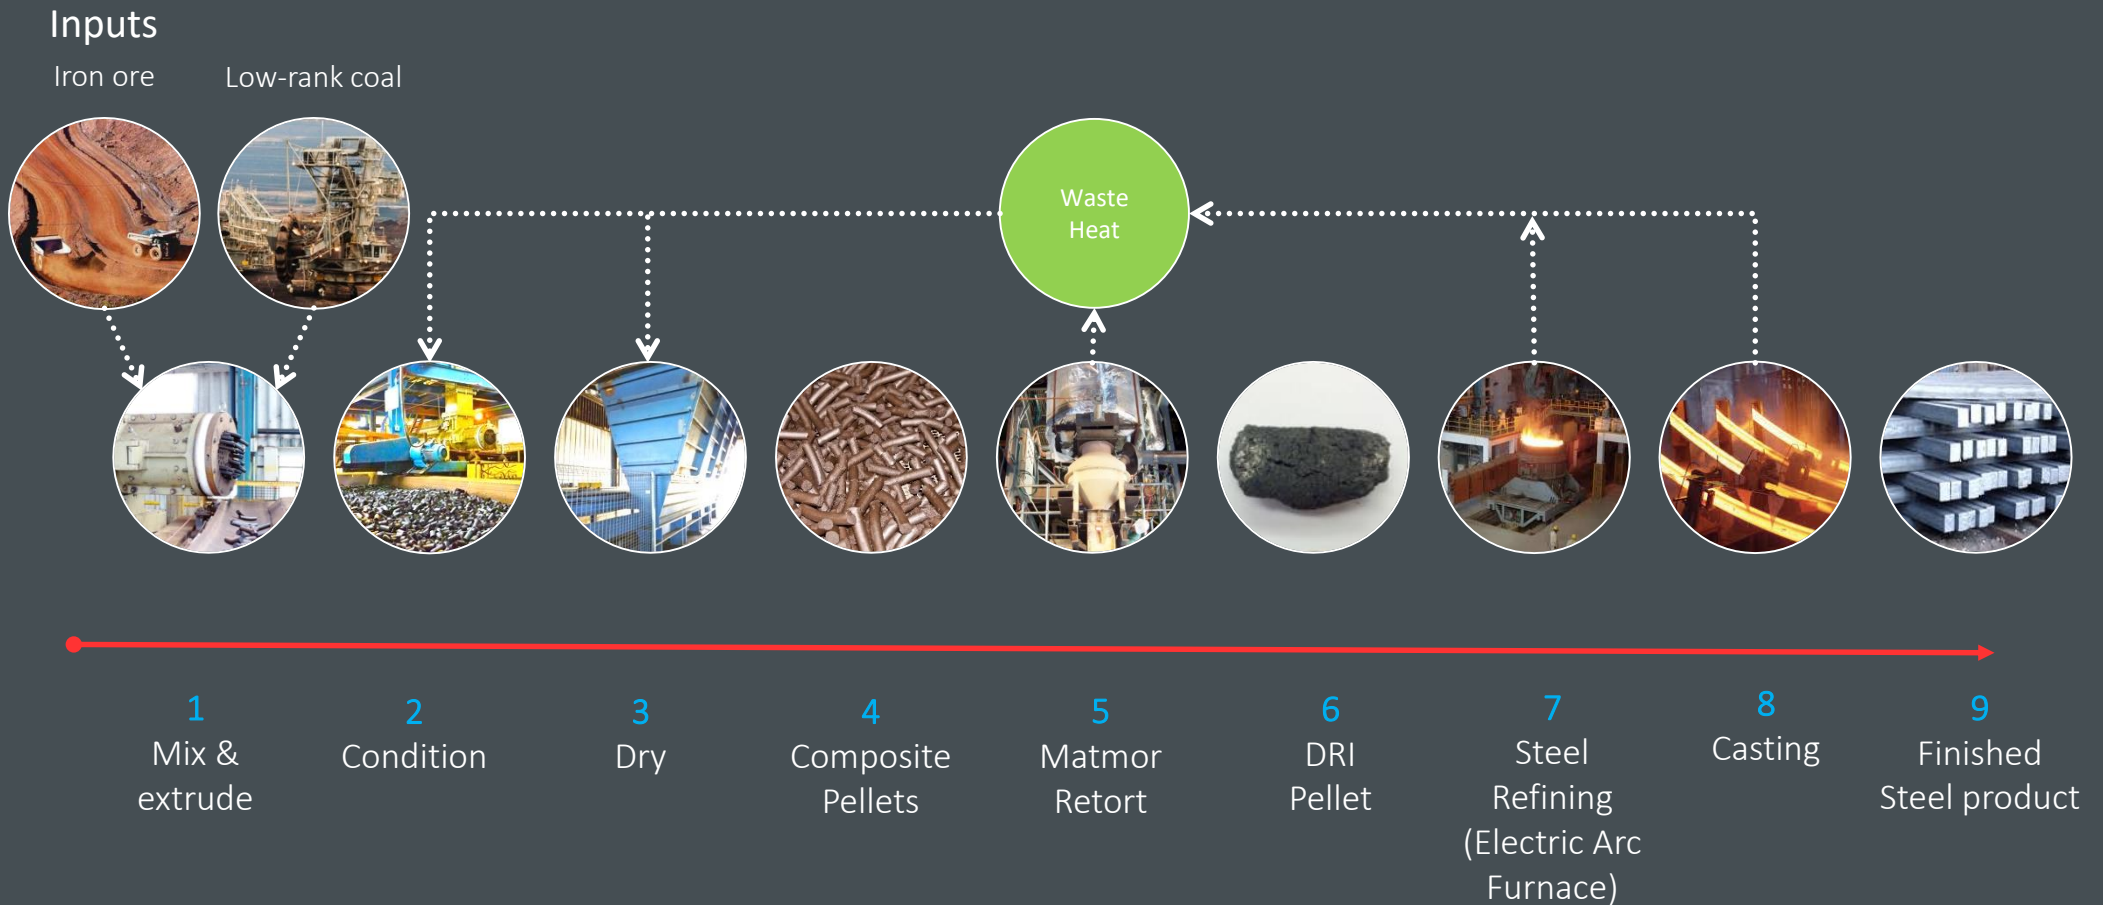 Inputs
Iron ore
Low-rank coal
Waste
Heat
1
Mix &
extrude
2
Condition
3
Dry
4
Composite
Pellets
5
Matmor
Retort
6
DRI
Pellet
7
Steel
Refining
(Electric Arc
Furnace)
8
Casting
9
Finished
Steel product